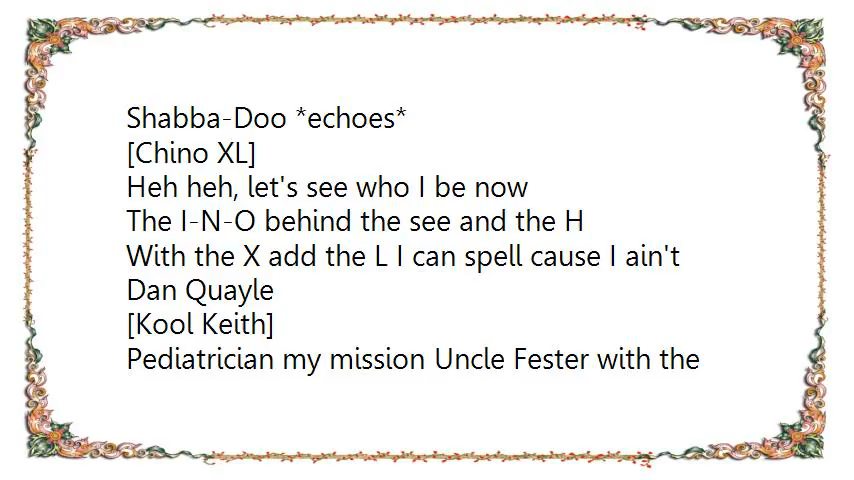 Shabba-Doo *echoes*
[Chino XL]
Heh heh, let's see who I be now
The I-N-O behind the see and the H
With the X add the L I can spell cause I ain't
Dan Quayle
[Kool Keith]
Pediatrician my mission Uncle Fester with the